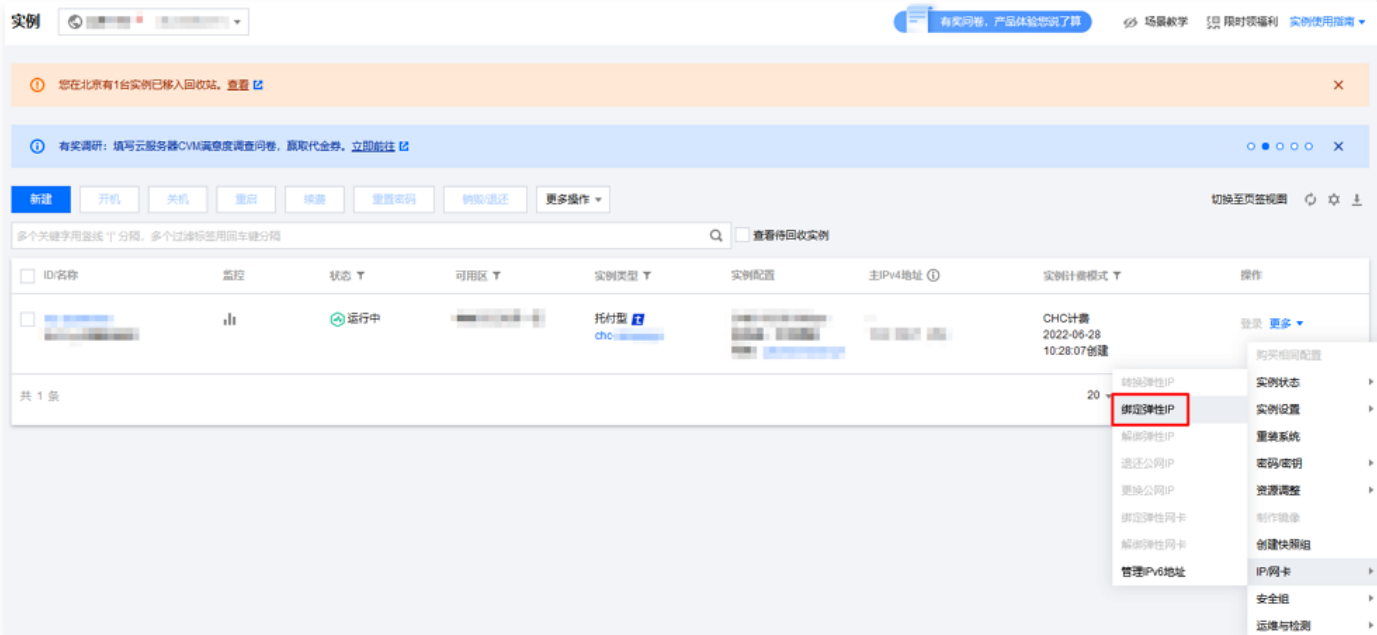 实例
有奖问卷，产品体验您说了算
场景教学
限时领福利
实例使用指南
您在北京有1台实例已移入回收站。查看
有奖调研：填写云服务器CVM满意度调查问卷，赢取代金券。立即前往
新建 开机 关机 重启 续费 重置密码 销毁/退还 更多操作
切换至页签视图
多个关键字用竖线 "|" 分隔，多个过滤标签用回车键分隔
查看待回收实例
ID/名称 监控 状态 可用区 实例类型 实例配置 主IPv4地址 实例计费模式 操作
运行中
托付型
chc-
CHC计费
2022-06-28
10:28:07创建
登录 更多
共 1 条
20
转换弹性IP
绑定弹性IP
解绑弹性IP
退还公网IP
更换公网IP
绑定弹性网卡
解绑弹性网卡
管理IPv6地址
购买相同配置
实例状态
实例设置
重装系统
密码/密钥
资源调整
制作镜像
创建快照组
IP/网卡
安全组
运维与检测